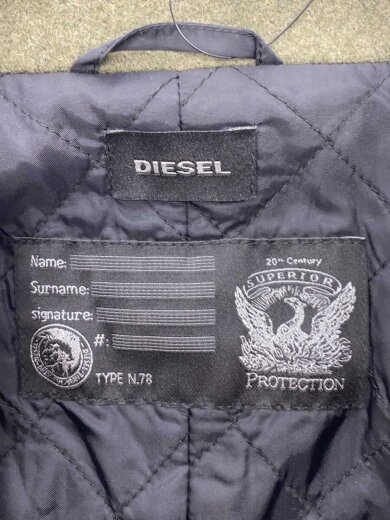 DIESEL
Name:
Surname:
signature:
#:
TYPE N.78
20th Century
SUPERIOR
PROTECTION